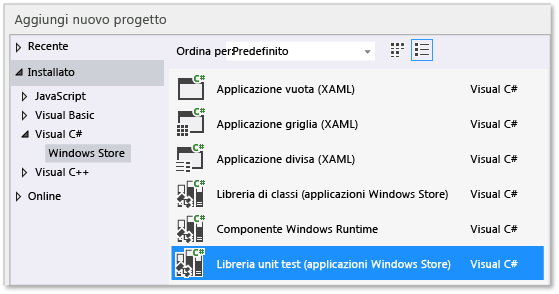 Aggiungi nuovo progetto
Recente
Installato
JavaScript
Visual Basic
Visual C#
Windows Store
Visual C++
Online
Ordina per:Predefinito
C# Applicazione vuota (XAML) Visual C#
C# Applicazione griglia (XAML) Visual C#
C# Applicazione divisa (XAML) Visual C#
C# Libreria di classi (applicazioni Windows Store) Visual C#
C# Componente Windows Runtime Visual C#
C# Libreria unit test (applicazioni Windows Store) Visual C#